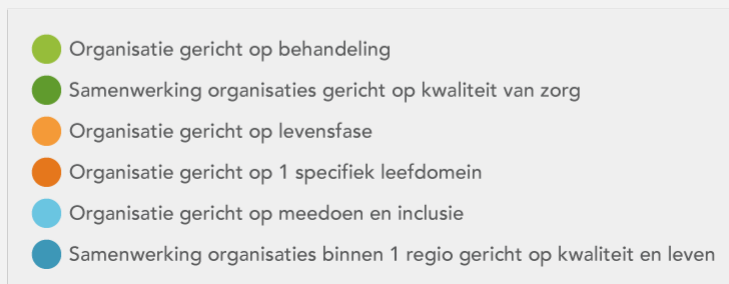 Organisatie gericht op behandeling
Samenwerking organisaties gericht op kwaliteit van zorg
Organisatie gericht op levensfase
Organisatie gericht op 1 specifiek leefdomein
Organisatie gericht op meedoen en inclusie
Samenwerking organisaties binnen 1 regio gericht op kwaliteit en leven